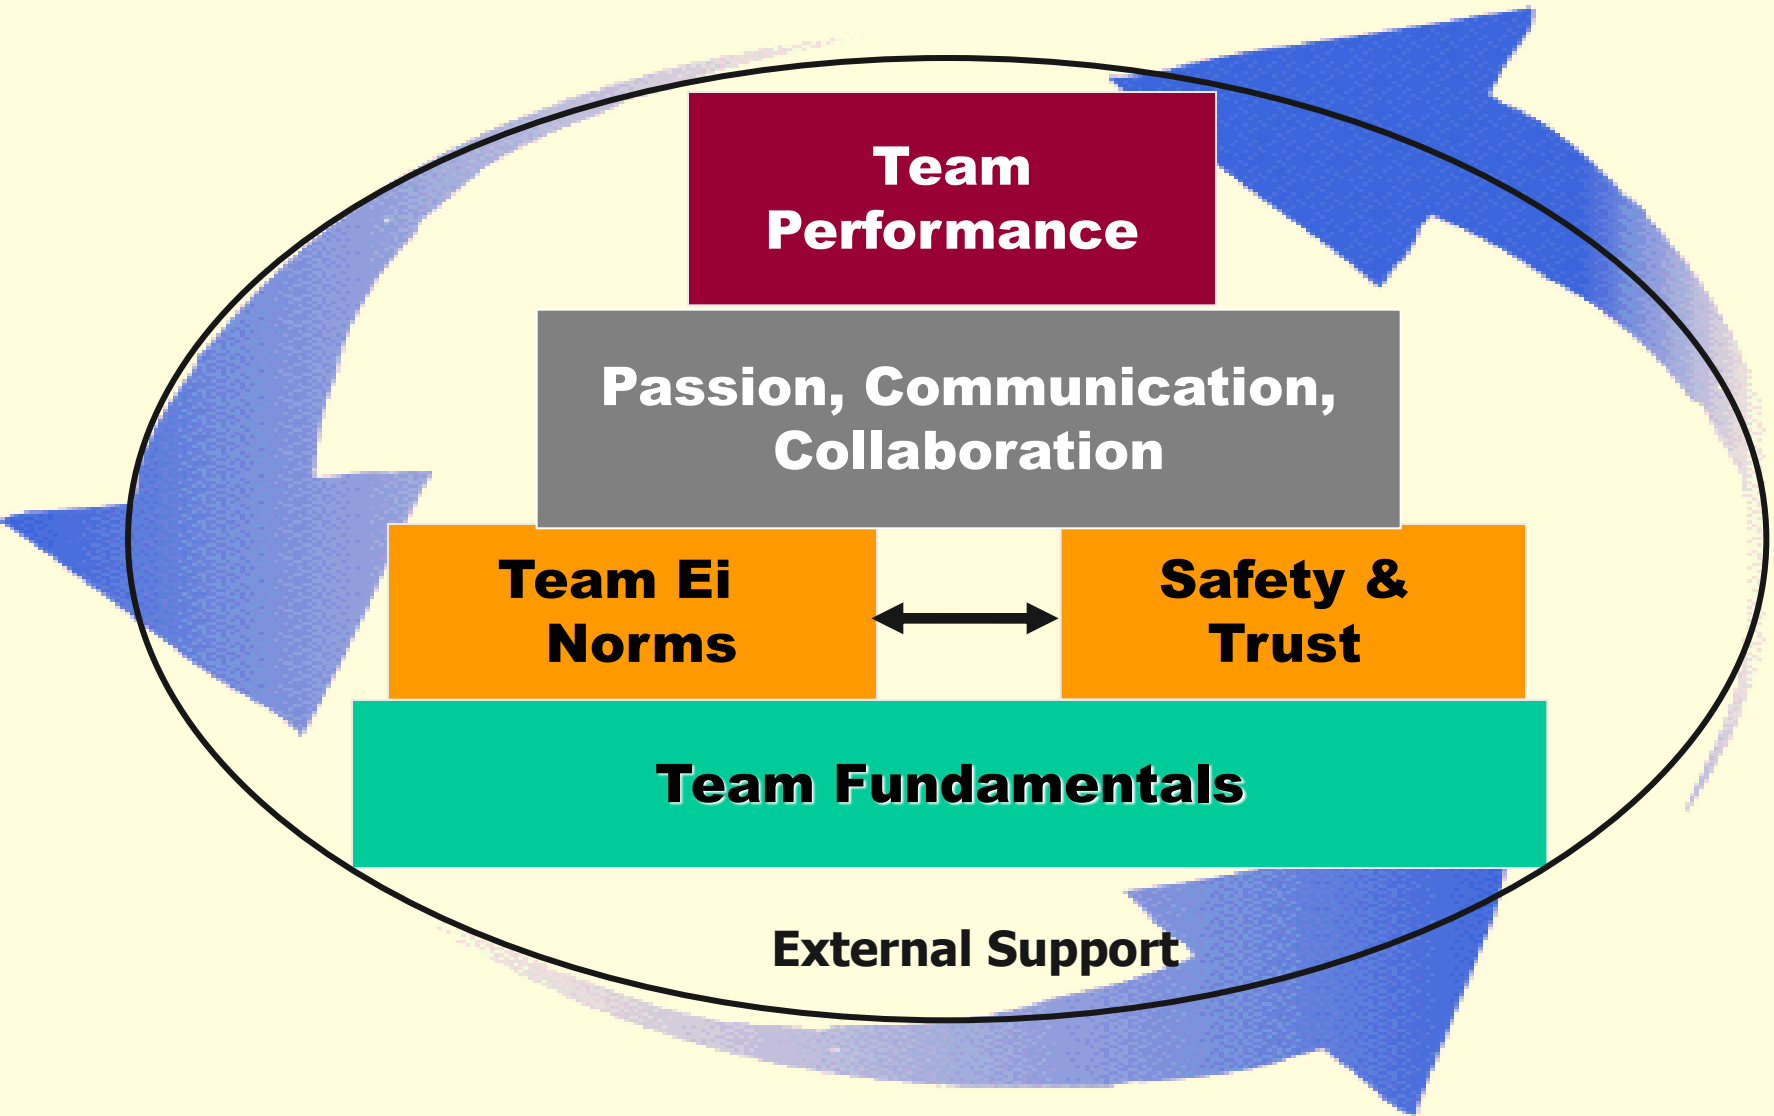 Team
Performance
Passion, Communication,
Collaboration
Team Ei
Norms
Safety &
Trust
Team Fundamentals
External Support